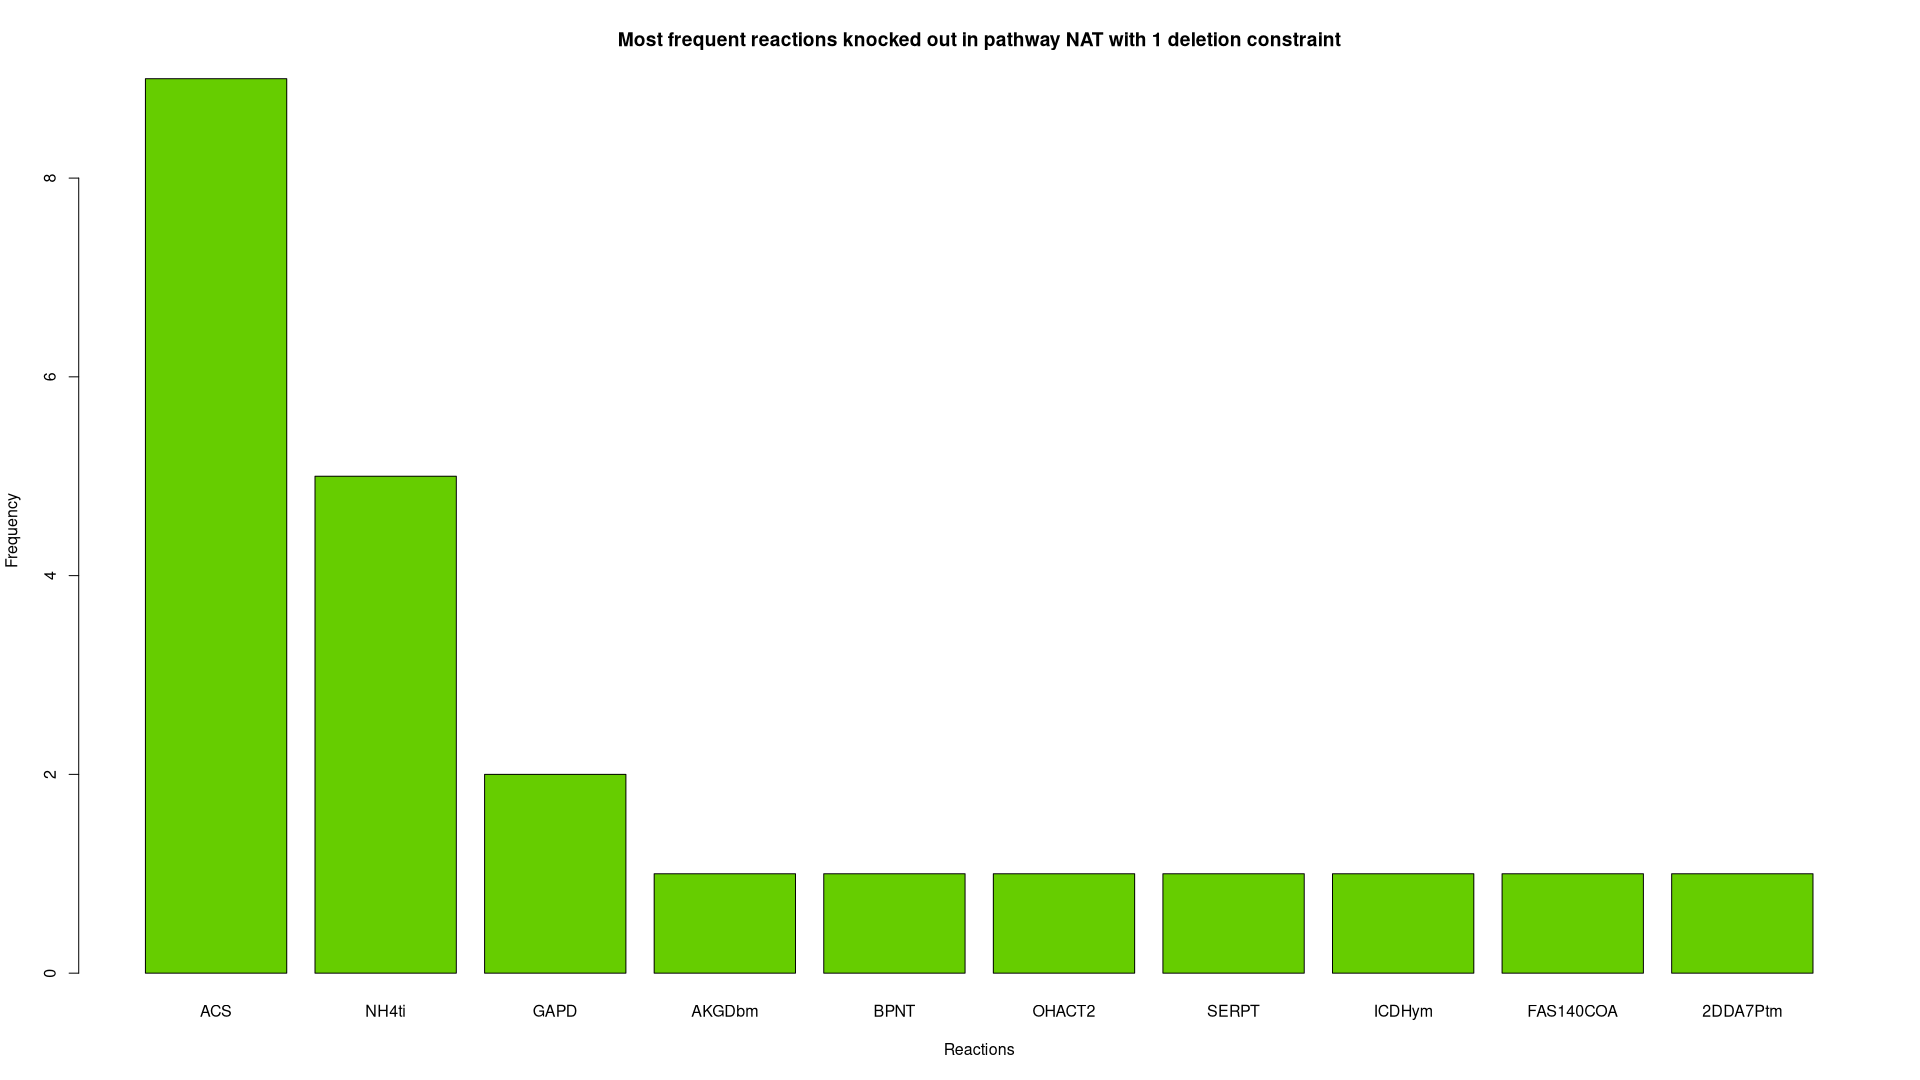 Most frequent reactions knocked out in pathway NAT with 1 deletion constraint
8
6
4
2
0
Frequency
ACS NH4ti GAPD AKGDbm BPNT OHACT2 SERPT ICDHym FAS140COA 2DDA7Ptm
Reactions